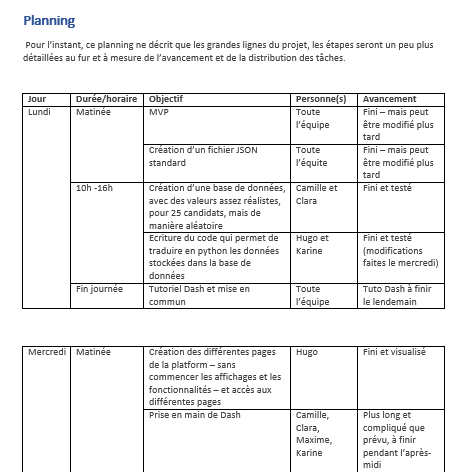 Planning
Pour l'instant, ce planning ne décrit que les grandes lignes du projet, les étapes seront un peu plus
détaillées au fur et à mesure de l'avancement et de la distribution des tâches.
Jour Durée/horaire Objectif Personne(s) Avancement
Lundi Matinée MVP Toute Fini – mais peut
l'équipe être modifié plus
tard
Création d'un fichier JSON Toute Fini – mais peut
standard l'équite être modifié plus
tard
10h -16h Création d'une base de données, Camille et Fini et testé
avec des valeurs assez réalistes, Clara
pour 25 candidats, mais de
manière aléatoire
Ecriture du code qui permet de Hugo et Fini et testé
traduire en python les données Karine (modifications
stockées dans la base de faites le mercredi)
données
Fin journée Tutoriel Dash et mise en Toute Tuto Dash à finir
commun l'équipe le lendemain
Mercredi Matinée Création des différentes pages Hugo Fini et visualisé
de la platform – sans
commencer les affichages et les
fonctionnalités – et accès aux
différentes pages
Prise en main de Dash Camille, Plus long et
Clara, compliqué que
Maxime, prévu, à finir
Karine pendant l'après-
midi